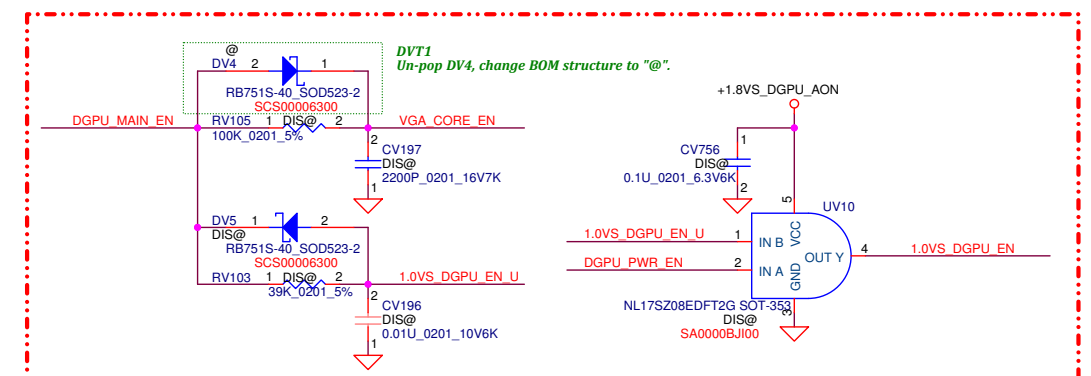 @
DV4 2 1
RB751S-40_SOD523-2
SCS00006300
DVT1
Un-pop DV4, change BOM structure to "@".
DGPU_MAIN_EN
RV105 1 DIS@ 2
100K_0201_5%
VGA_CORE_EN
2
CV197
DIS@
2200P_0201_16V7K
1
DV5 1 2
DIS@
RB751S-40_SOD523-2
SCS00006300
RV103 1 DIS@ 2
39K_0201_5%
1.0VS_DGPU_EN_U
2
CV196
DIS@
0.01U_0201_10V6K
1
+1.8VS_DGPU_AON
1
CV756
DIS@
0.1U_0201_6.3V6K
2
5
UV10
1.0VS_DGPU_EN_U
1
IN B
VCC
DGPU_PWR_EN
2
IN A
GND
OUT Y
4
1.0VS_DGPU_EN
3
NL17SZ08EDFT2G SOT-353
DIS@
SA0000BJI00